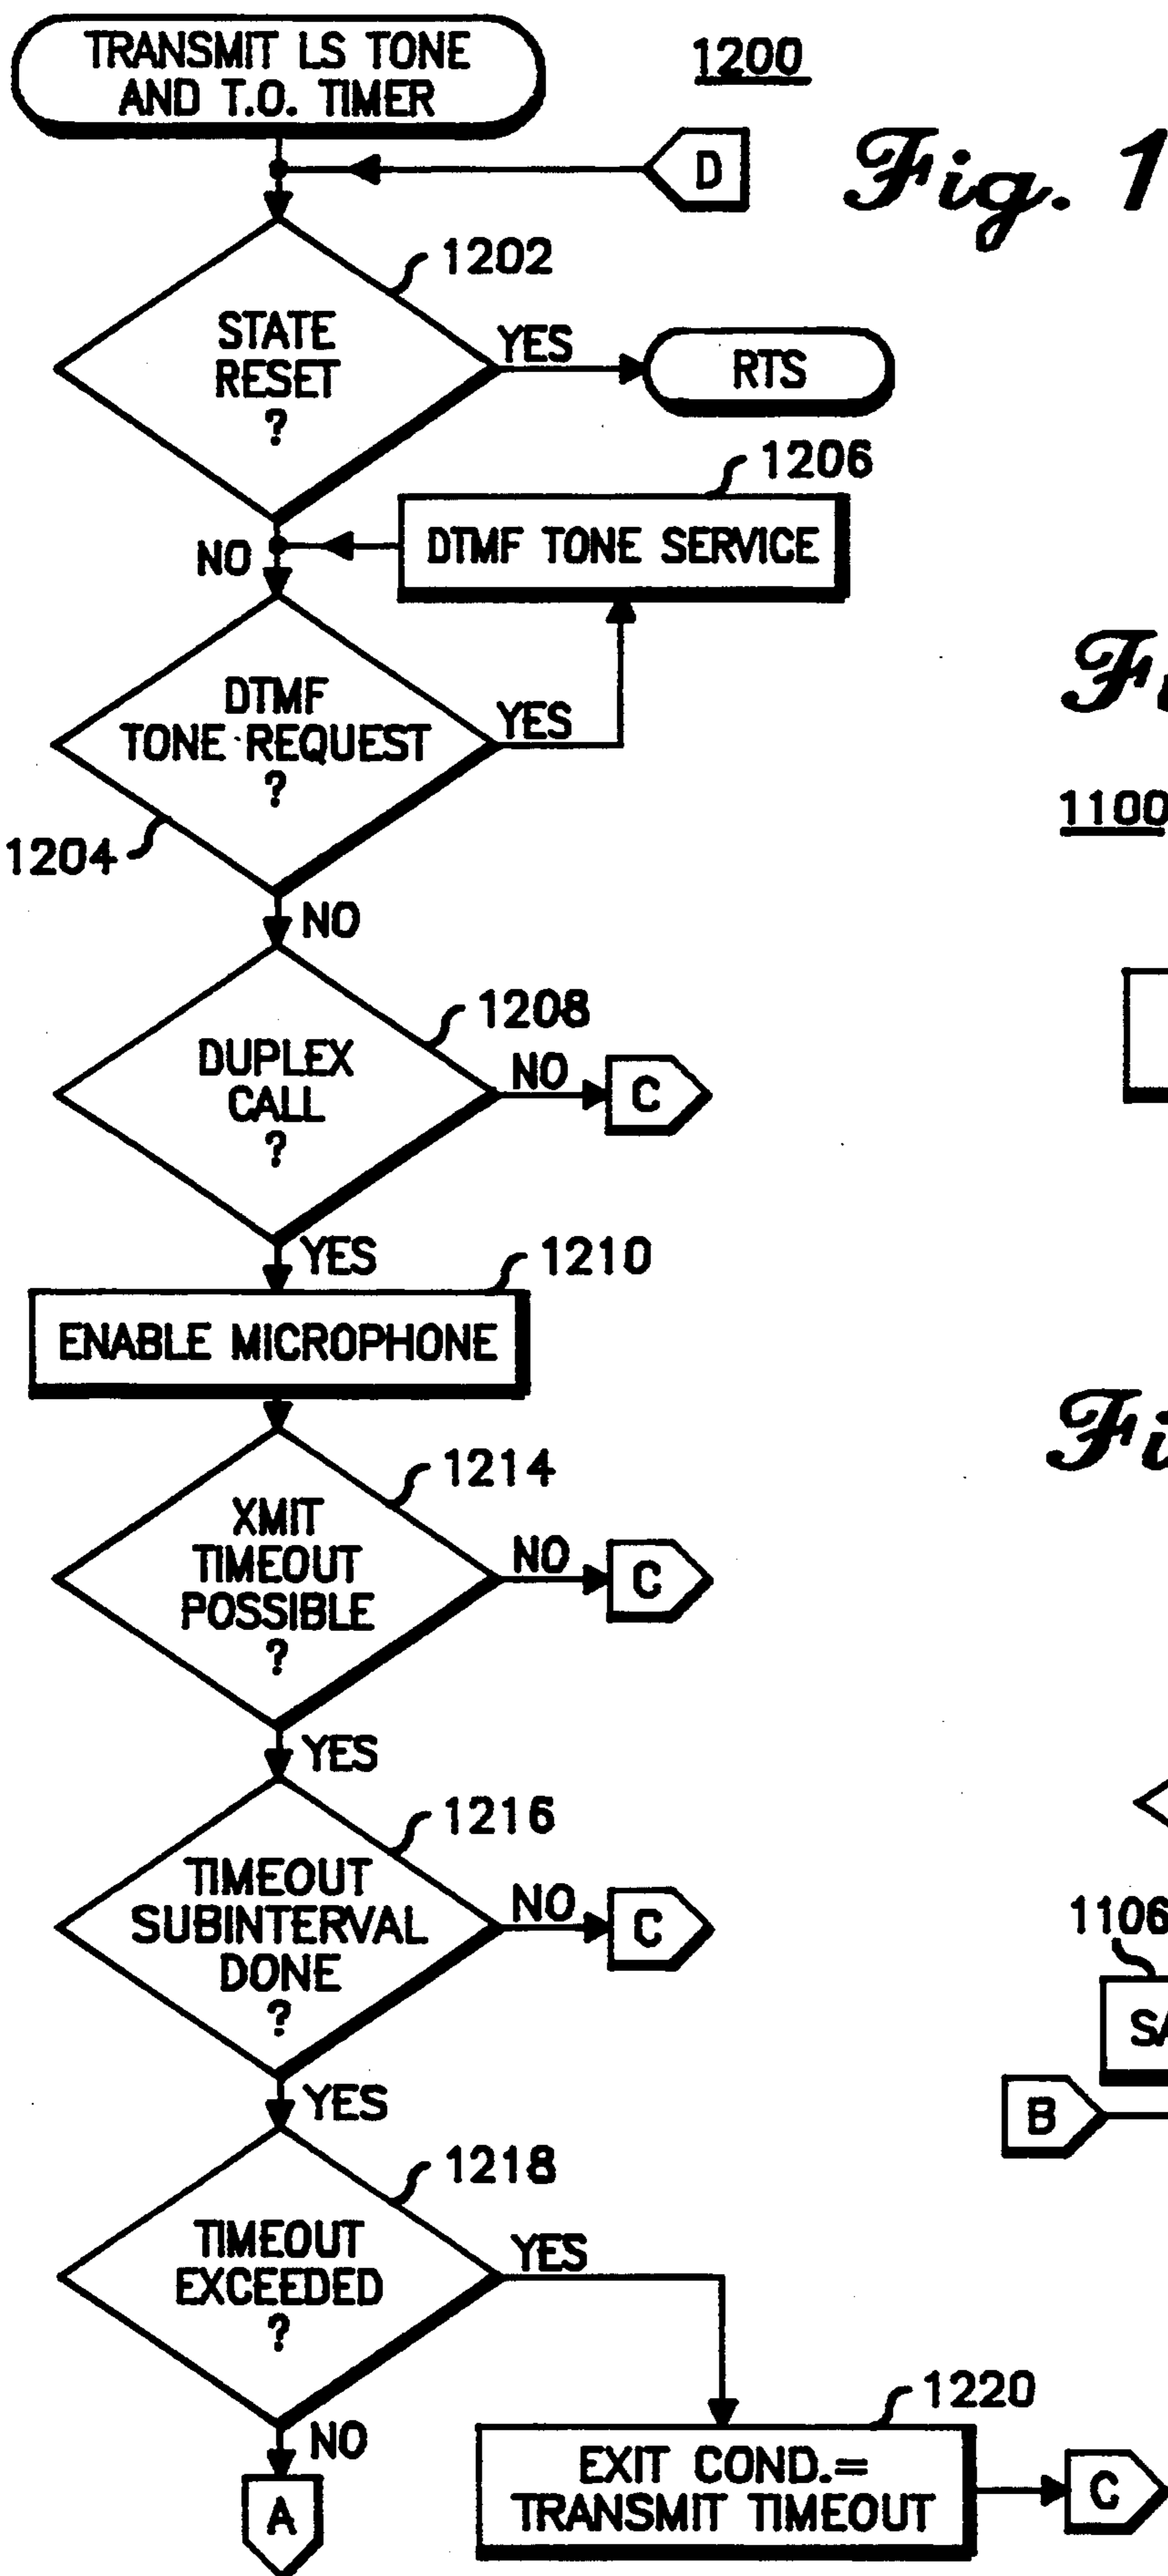 TRANSMIT LS TONE
AND T.O. TIMER
1200
D
Fig. 1
1202
STATE
RESET
?
YES
RTS
1206
DTMF TONE SERVICE
NO
DTMF
TONE REQUEST
?
YES
1204
1100
NO
1208
DUPLEX
CALL
?
NO
C
YES
1210
ENABLE MICROPHONE
1214
XMIT
TIMEOUT
POSSIBLE
?
NO
C
YES
1216
TIMEOUT
SUBINTERVAL
DONE
?
NO
C
1106
B
YES
1218
TIMEOUT
EXCEEDED
?
YES
1220
NO
EXIT COND.=
TRANSMIT TIMEOUT
C
A